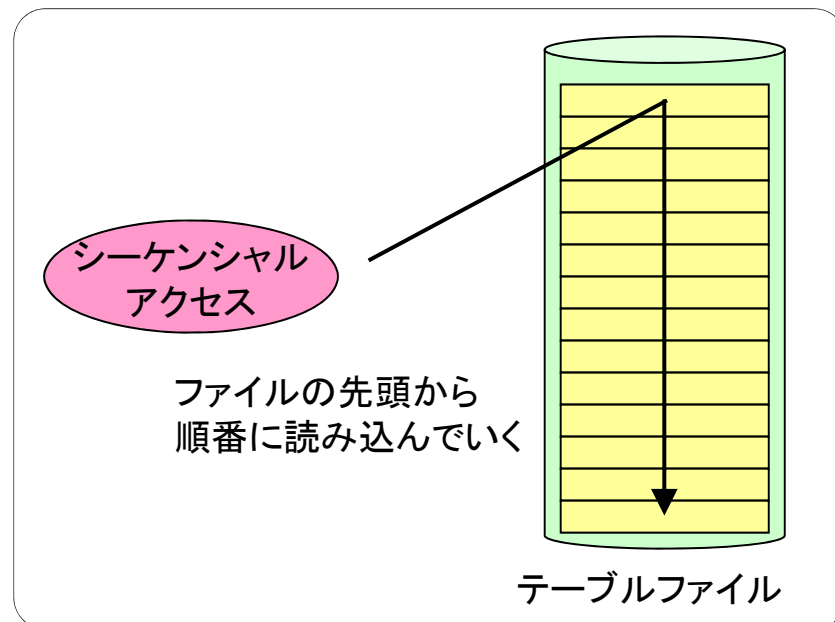 シーケンシャル
アクセス
ファイルの先頭から
順番に読み込んでいく
テーブルファイル